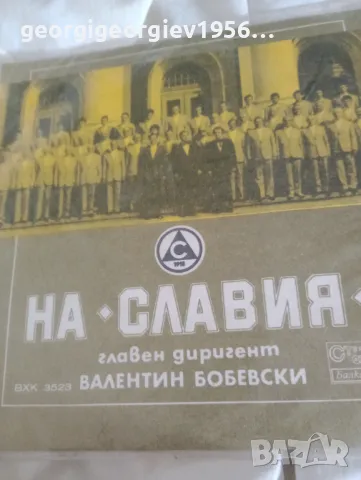 georgigeorgiev1956...
С
НА ◆ СЛАВИЯ ◆
главен диригент
ВХК 3523 ВАЛЕНТИН БОБЕВСКИ
BAZAR